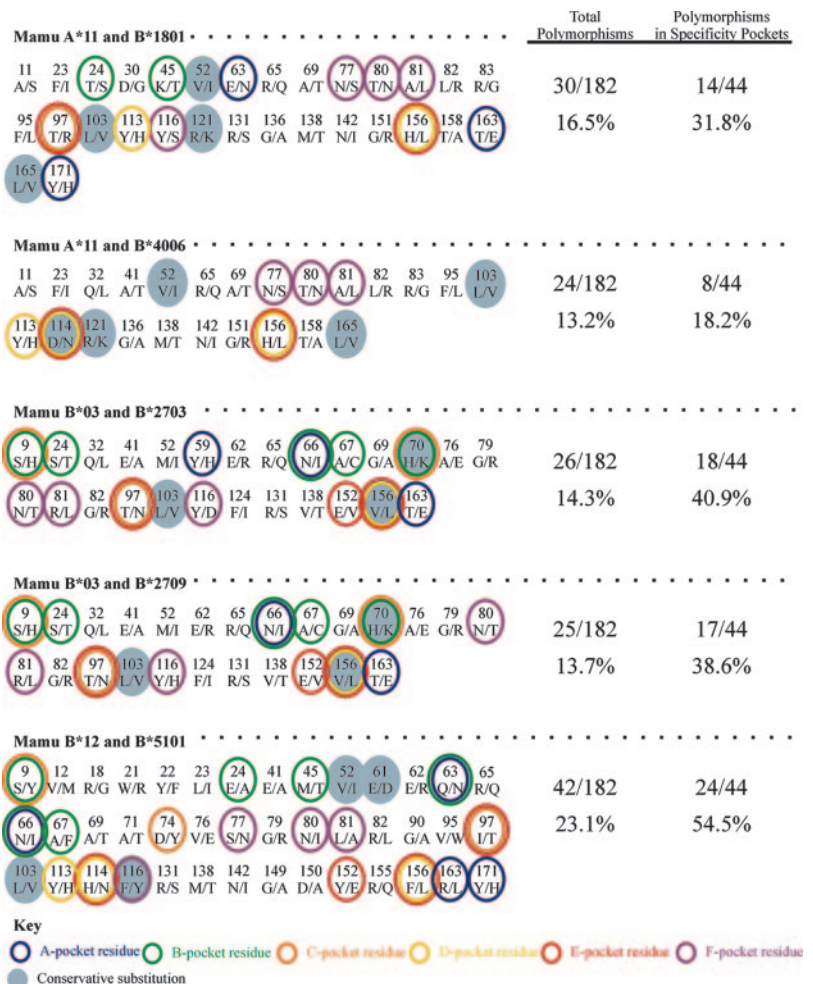 Total Polymorphisms
Polymorphisms in Specificity Pockets
Mamu A*11 and B*1801
11 23 24 30 45 52 63 65 69 77 80 81 82 83
A/S F/I T/S D/G K/T V/I E/N R/Q A/T N/S T/N A/L L/R R/G
30/182 14/44
95 97 103 113 116 121 131 136 138 142 151 156 158 163
F/L T/R L/V Y/H Y/S R/K R/S G/A M/T N/I G/R H/L T/A T/E
16.5% 31.8%
165 171
L/V Y/H
Mamu A*11 and B*4006
11 23 32 41 52 65 69 77 80 81 82 83 95 103
A/S F/I Q/L A/T V/I R/Q A/T N/S T/N A/L L/R R/G F/L L/V
24/182 8/44
113 114 121 136 138 142 151 156 158 165
Y/H D/N R/K G/A M/T N/I G/R H/L T/A L/V
13.2% 18.2%
Mamu B*03 and B*2703
9 24 32 41 52 59 62 65 66 67 69 70 76 79
S/H S/T Q/L E/A M/I Y/H E/R R/Q N/I A/C G/A H/K A/E G/R
26/182 18/44
80 81 82 97 103 116 124 131 138 152 156 163
N/T R/L G/R T/N L/V Y/D F/I R/S V/T E/V V/L T/E
14.3% 40.9%
Mamu B*03 and B*2709
9 24 32 41 52 62 65 66 67 69 70 76 79 80
S/H S/T Q/L E/A M/I E/R R/Q N/I A/C G/A H/K A/E G/R N/T
25/182 17/44
81 82 97 103 116 124 131 138 152 156 163
R/L G/R T/N L/V Y/H F/I R/S V/T E/V V/L T/E
13.7% 38.6%
Mamu B*12 and B*5101
9 12 18 21 22 23 24 41 45 52 61 62 63 65
S/Y V/M R/G W/R Y/F L/I E/A E/A M/T V/I E/D E/R Q/N R/Q
42/182 24/44
66 67 69 71 74 76 77 79 80 81 82 90 95 97
N/I A/F A/T A/T D/Y V/E S/N G/R N/I L/A R/L G/A V/W I/T
23.1% 54.5%
103 113 114 116 131 138 142 149 150 152 155 156 163 171
L/V Y/H H/N F/Y R/S M/T N/I G/A D/A Y/E R/Q F/L R/L Y/H
Key
A-pocket residue B-pocket residue C-pocket residue D-pocket residue E-pocket residue F-pocket residue
Conservative substitution